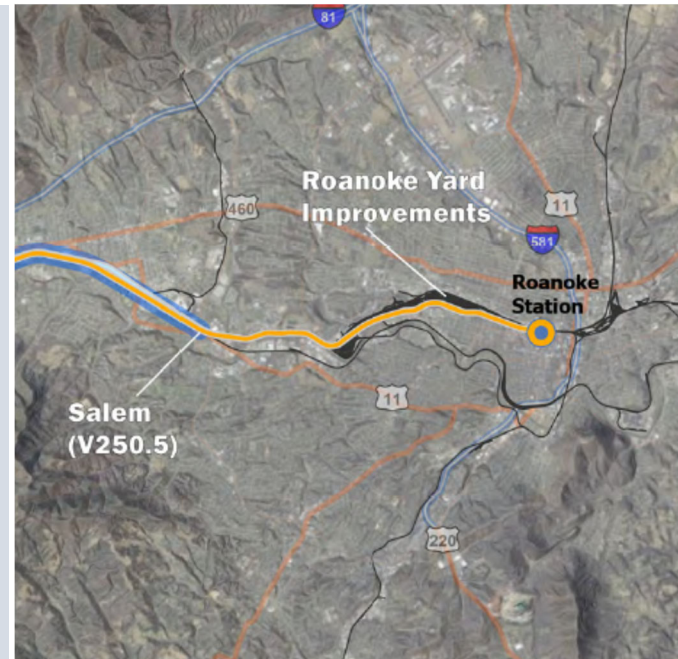 81
460
Roanoke Yard
Improvements
11
581
Roanoke
Station
11
Salem
(V250.5)
220